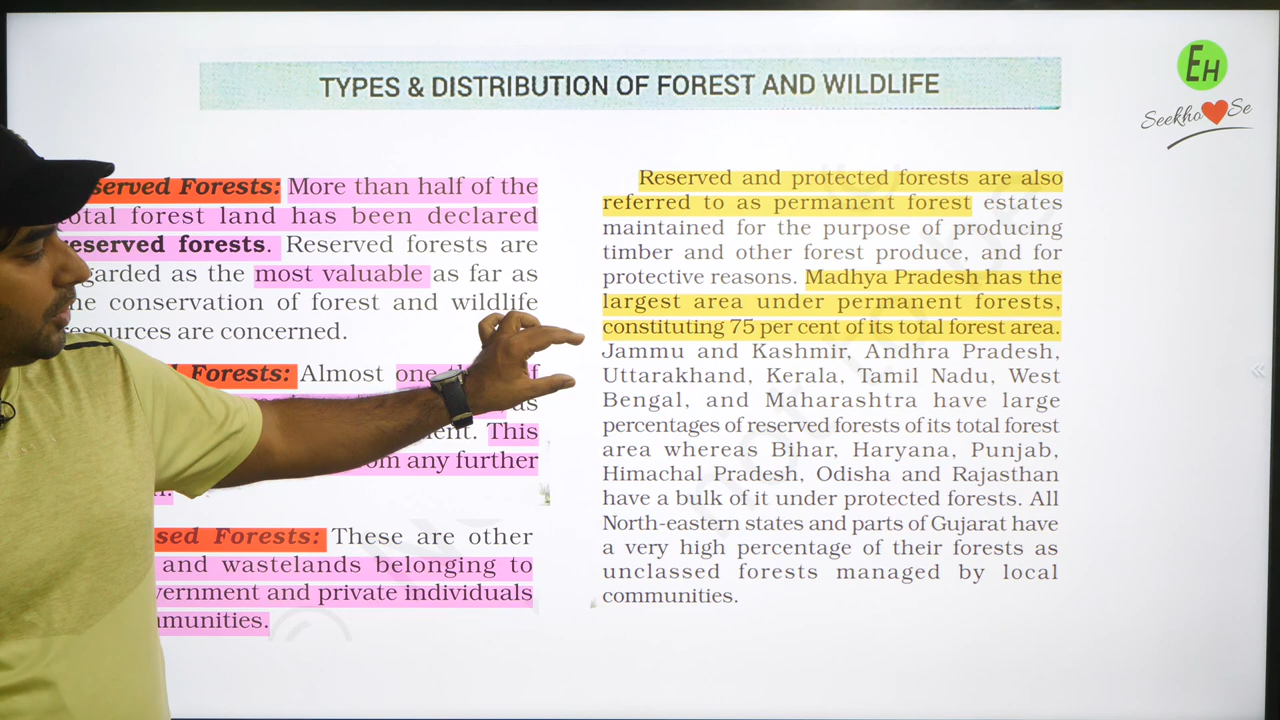 TYPES & DISTRIBUTION OF FOREST AND WILDLIFE
EH
Seekho Se
served Forests: More than half of the
total forest land has been declared
reserved forests. Reserved forests are
garded as the most valuable as far as
conservation of forest and wildlife
resources are concerned.
Forests: Almost
This
any further
sed Forests: These are other
and wastelands belonging to
vernment and private individuals
mmunities.
Reserved and protected forests are also
referred to as permanent forest estates
maintained for the purpose of producing
timber and other forest produce, and for
for protective reasons. Madhya Pradesh has the
largest area under permanent forests,
constituting 75 per cent of its total forest area.
Jammu and Kashmir, Andhra Pradesh,
Uttarakhand, Kerala, Tamil Nadu, West
Bengal, and Maharashtra have large
percentages of reserved forests of its total forest
area whereas Bihar, Haryana, Punjab,
Himachal Pradesh, Odisha and Rajasthan
have a bulk of it under protected forests. All
North-eastern states and parts of Gujarat have
a very high percentage of their forests as
unclassed forests managed by local
communities.